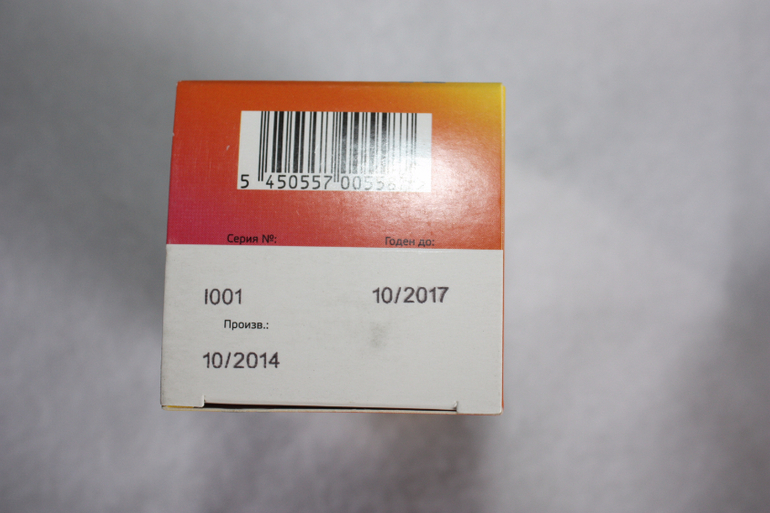 5 450557 0055
Серия №: Годен до:
I001 10/2017
Произв.:
10/2014